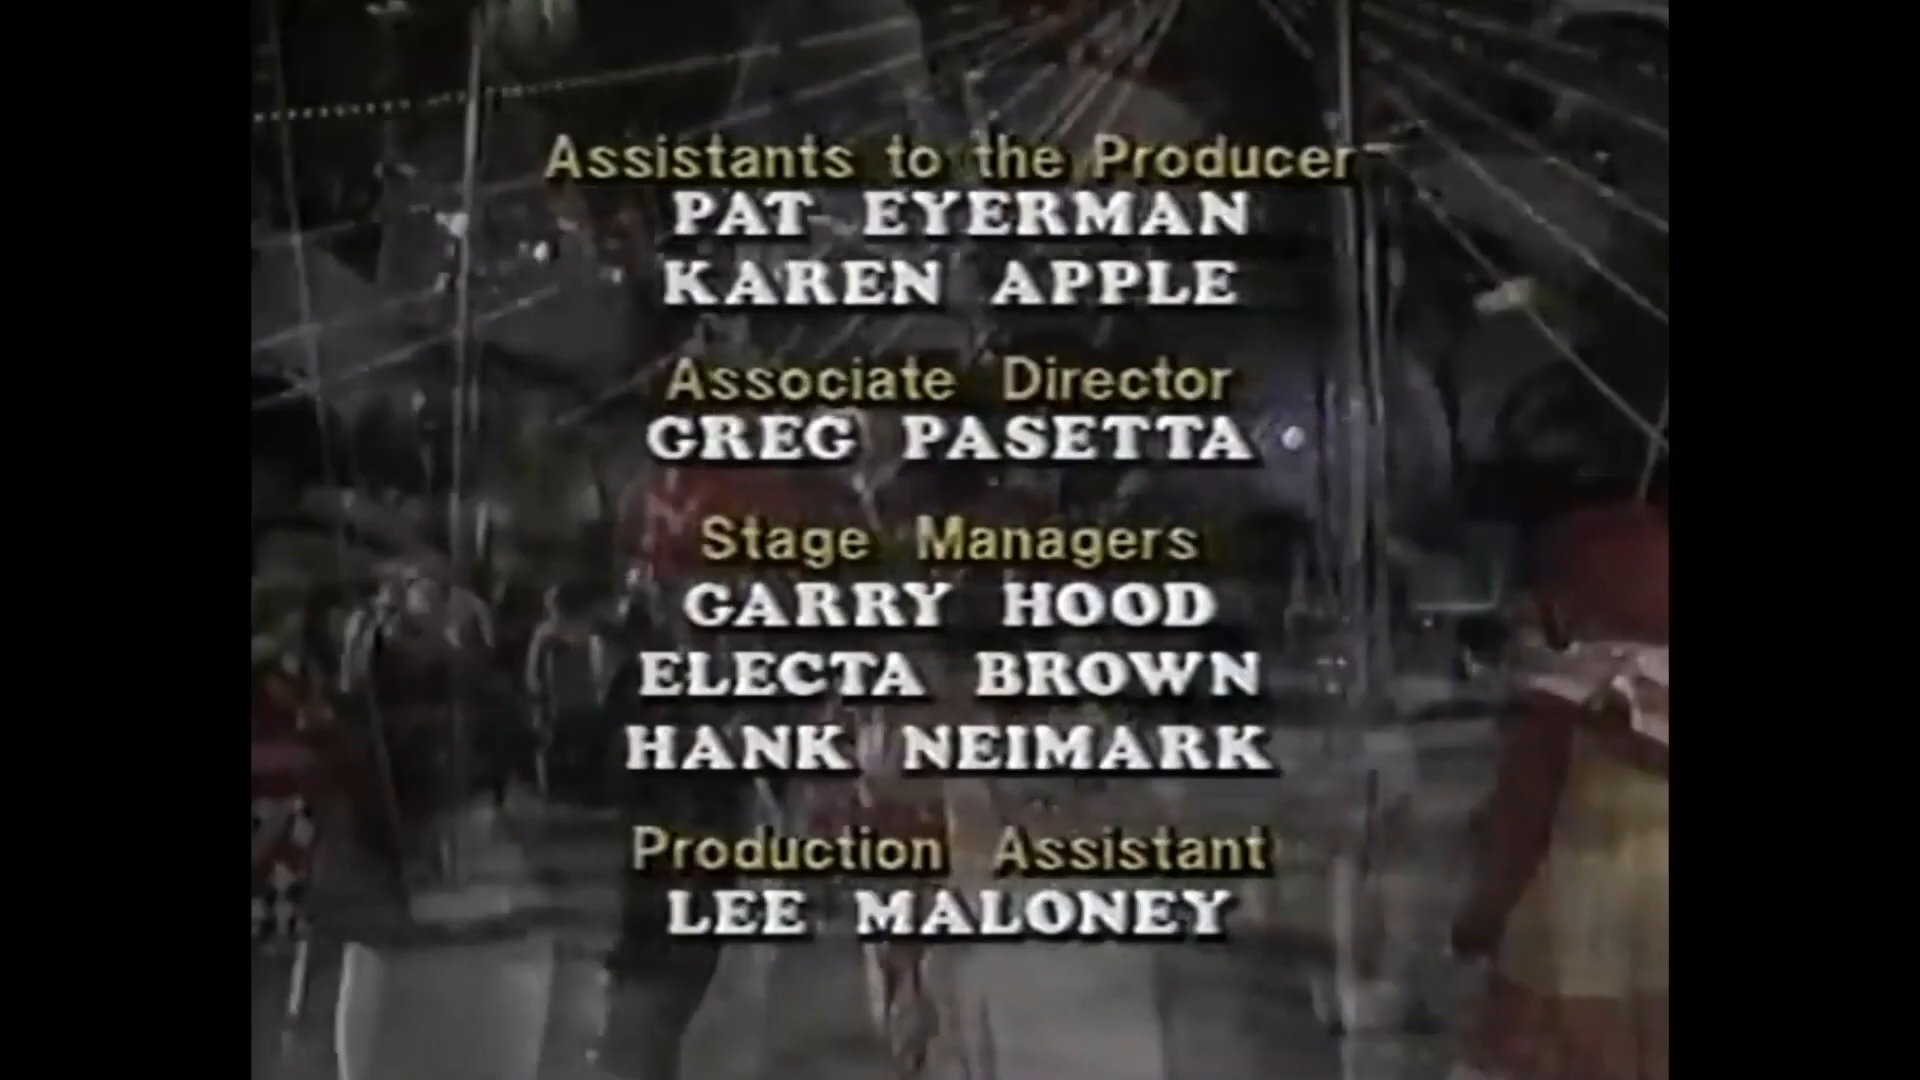 Assistants to the Producer
PAT EYERMAN
KAREN APPLE
Associate Director
GREG PASETTA
Stage Managers
GARRY HOOD
ELECTA BROWN
HANK NEIMARK
Production Assistant
LEE MALONEY